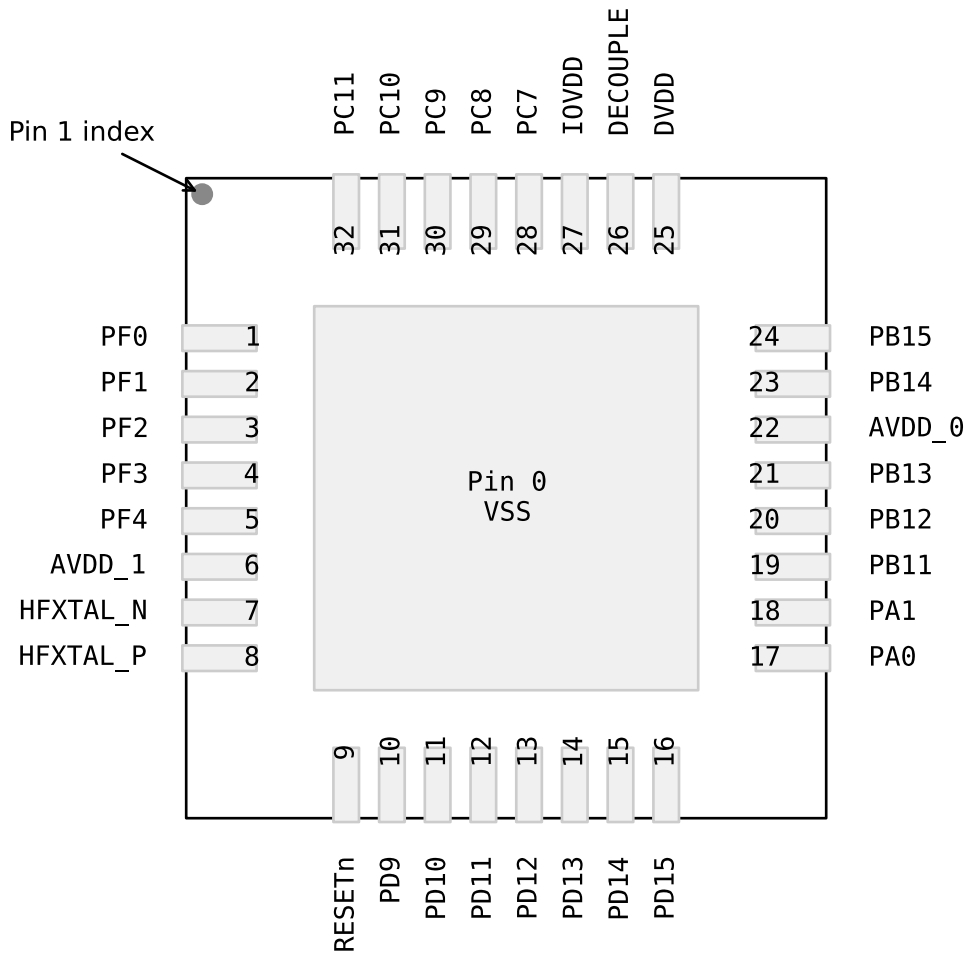 PC11
PC10
PC9
PC8
PC7
IOVDD
DECOUPLE
DVDD
Pin 1 index
32
31
30
29
28
27
26
25
PF0 1
24 PB15
PF1 2
23 PB14
PF2 3
22 AVDD_0
PF3 4
21 PB13
Pin 0
VSS
PF4 5
20 PB12
AVDD_1 6
19 PB11
HFXTAL_N 7
18 PA1
HFXTAL_P 8
17 PA0
9
10
11
12
13
14
15
16
RESETn
PD9
PD10
PD11
PD12
PD13
PD14
PD15